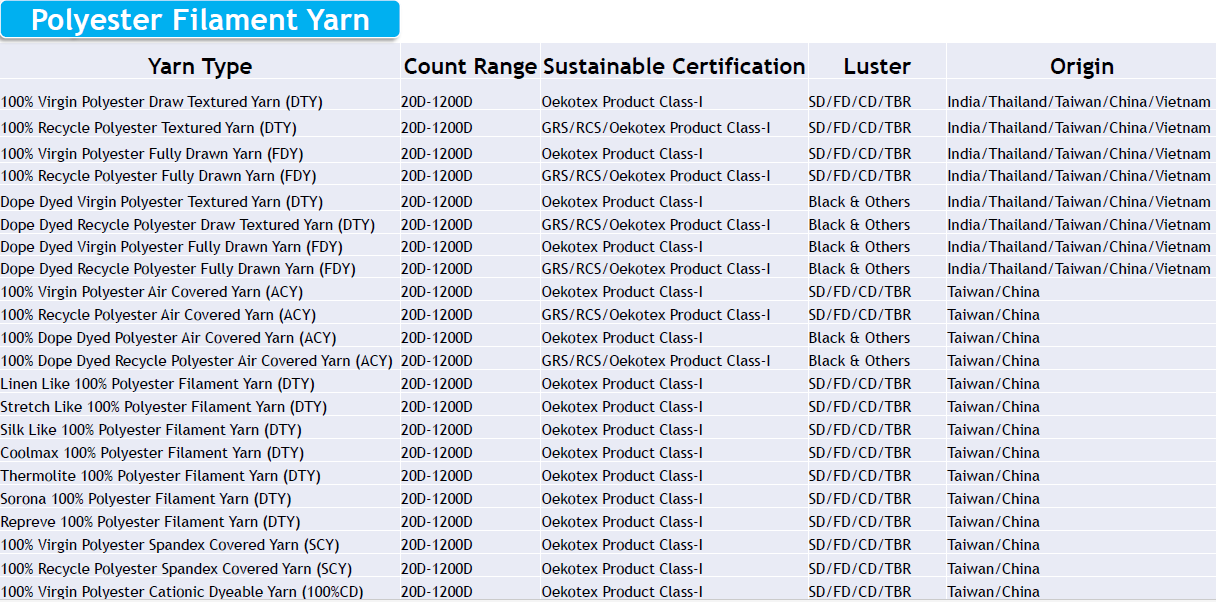 Polyester Filament Yarn
Yarn Type Count Range Sustainable Certification Luster Origin
100% Virgin Polyester Draw Textured Yarn (DTY) 20D-1200D Oekotex Product Class-I SD/FD/CD/TBR India/Thailand/Taiwan/China/Vietnam
100% Recycle Polyester Textured Yarn (DTY) 20D-1200D GRS/RCS/Oekotex Product Class-I SD/FD/CD/TBR India/Thailand/Taiwan/China/Vietnam
100% Virgin Polyester Fully Drawn Yarn (FDY) 20D-1200D Oekotex Product Class-I SD/FD/CD/TBR India/Thailand/Taiwan/China/Vietnam
100% Recycle Polyester Fully Drawn Yarn (FDY) 20D-1200D GRS/RCS/Oekotex Product Class-I SD/FD/CD/TBR India/Thailand/Taiwan/China/Vietnam
Dope Dyed Virgin Polyester Textured Yarn (DTY) 20D-1200D Oekotex Product Class-I Black & Others India/Thailand/Taiwan/China/Vietnam
Dope Dyed Recycle Polyester Draw Textured Yarn (DTY) 20D-1200D GRS/RCS/Oekotex Product Class-I Black & Others India/Thailand/Taiwan/China/Vietnam
Dope Dyed Virgin Polyester Fully Drawn Yarn (FDY) 20D-1200D Oekotex Product Class-I Black & Others India/Thailand/Taiwan/China/Vietnam
Dope Dyed Recycle Polyester Fully Drawn Yarn (FDY) 20D-1200D GRS/RCS/Oekotex Product Class-I Black & Others India/Thailand/Taiwan/China/Vietnam
100% Virgin Polyester Air Covered Yarn (ACY) 20D-1200D Oekotex Product Class-I SD/FD/CD/TBR Taiwan/China
100% Recycle Polyester Air Covered Yarn (ACY) 20D-1200D GRS/RCS/Oekotex Product Class-I SD/FD/CD/TBR Taiwan/China
100% Dope Dyed Polyester Air Covered Yarn (ACY) 20D-1200D Oekotex Product Class-I Black & Others Taiwan/China
100% Dope Dyed Recycle Polyester Air Covered Yarn (ACY) 20D-1200D GRS/RCS/Oekotex Product Class-I Black & Others Taiwan/China
Linen Like 100% Polyester Filament Yarn (DTY) 20D-1200D Oekotex Product Class-I SD/FD/CD/TBR Taiwan/China
Stretch Like 100% Polyester Filament Yarn (DTY) 20D-1200D Oekotex Product Class-I SD/FD/CD/TBR Taiwan/China
Silk Like 100% Polyester Filament Yarn (DTY) 20D-1200D Oekotex Product Class-I SD/FD/CD/TBR Taiwan/China
Coolmax 100% Polyester Filament Yarn (DTY) 20D-1200D Oekotex Product Class-I SD/FD/CD/TBR Taiwan/China
Thermolite 100% Polyester Filament Yarn (DTY) 20D-1200D Oekotex Product Class-I SD/FD/CD/TBR Taiwan/China
Sorona 100% Polyester Filament Yarn (DTY) 20D-1200D Oekotex Product Class-I SD/FD/CD/TBR Taiwan/China
Repreve 100% Polyester Filament Yarn (DTY) 20D-1200D Oekotex Product Class-I SD/FD/CD/TBR Taiwan/China
100% Virgin Polyester Spandex Covered Yarn (SCY) 20D-1200D Oekotex Product Class-I SD/FD/CD/TBR Taiwan/China
100% Recycle Polyester Spandex Covered Yarn (SCY) 20D-1200D Oekotex Product Class-I SD/FD/CD/TBR Taiwan/China
100% Virgin Polyester Cationic Dyeable Yarn (100%CD) 20D-1200D Oekotex Product Class-I SD/FD/CD/TBR Taiwan/China